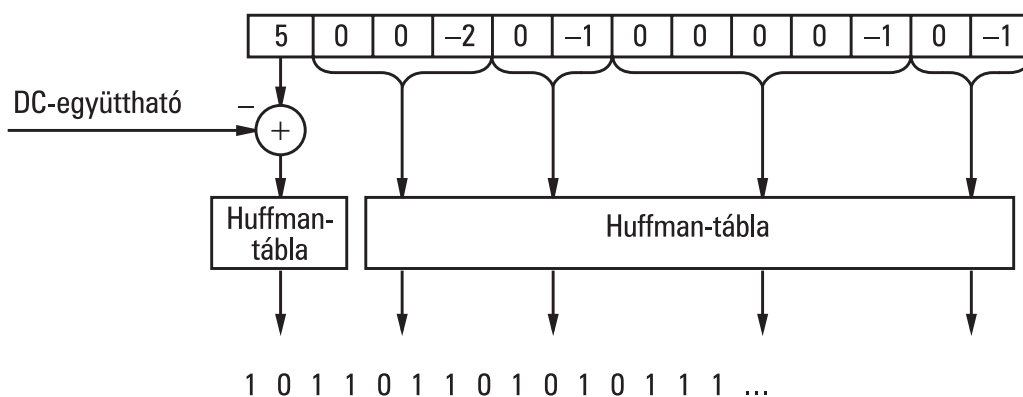 5 0 0 –2 0 –1 0 0 0 0 –1 0 –1
DC-együttható
–
+
Huffman-
tábla
Huffman-tábla
1 0 1 1 0 1 1 0 1 0 1 0 1 1 1 ...